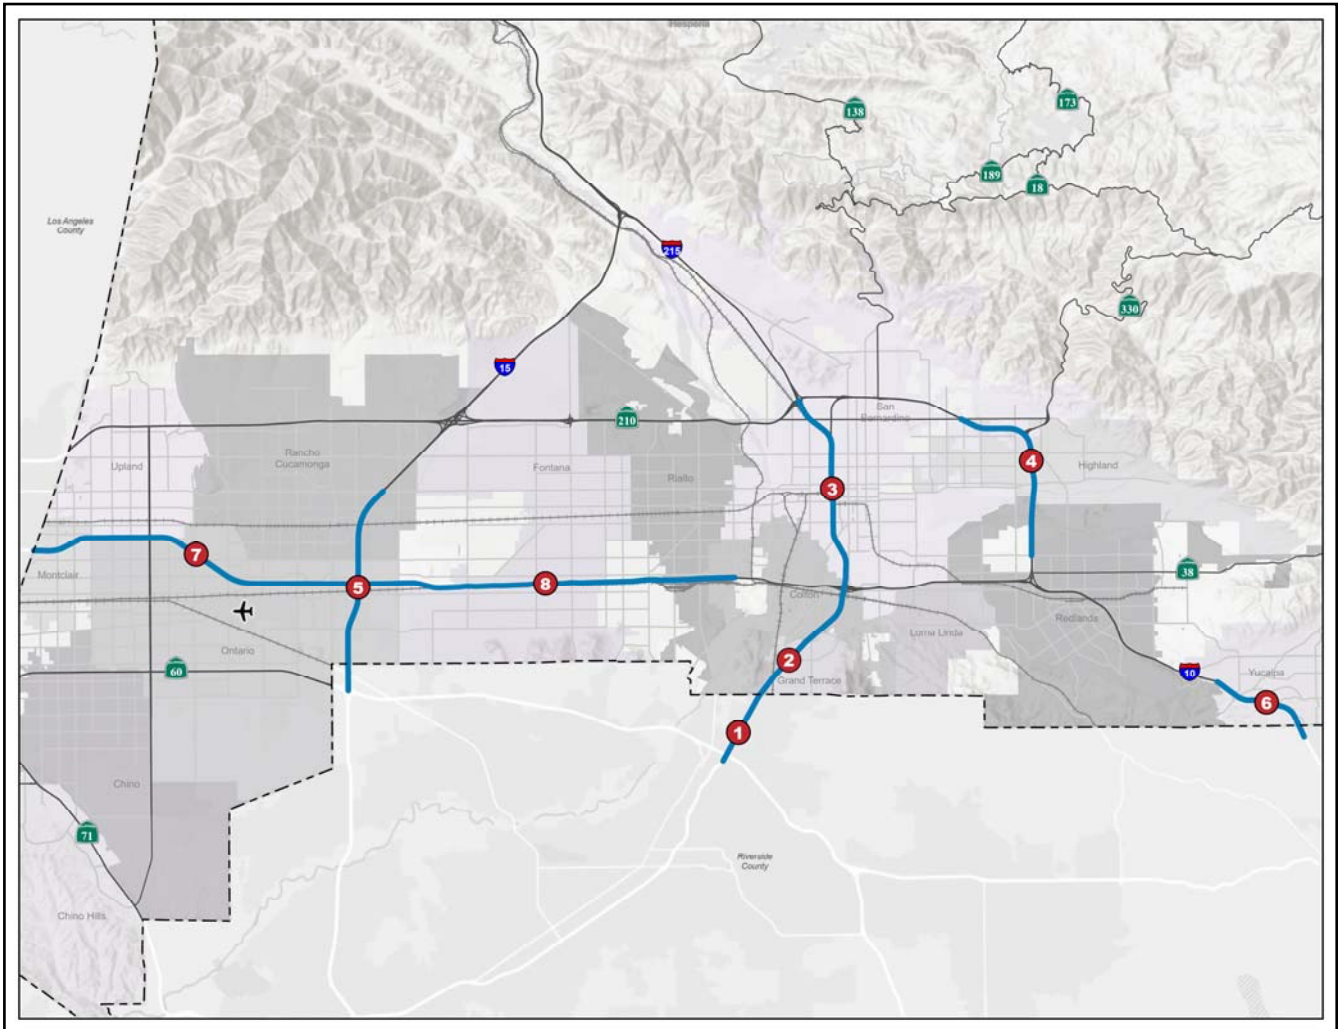 Hesperia
138
173
189
18
Los Angeles
County
215
330
15
210
San
Bernardino
Upland
Rancho
Cucamonga
Fontana
Rialto
4
Highland
3
7
Montclair
5
8
38
Colton
Redlands
Loma Linda
Ontario
60
2
Grand Terrace
10
Yucaipa
6
1
Chino
71
Riverside
County
Chino Hills